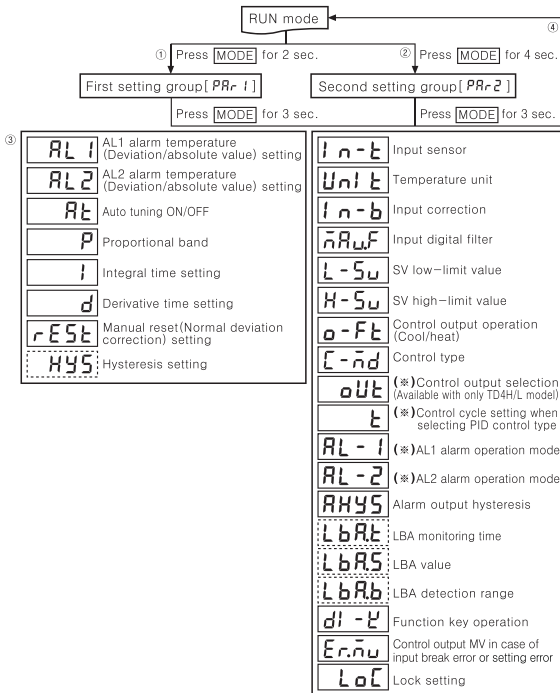 RUN mode
④
① Press MODE for 2 sec.
② Press MODE for 4 sec.
First setting group[ PAr1 ]
Second setting group[ PAr2 ]
Press MODE for 3 sec.
Press MODE for 3 sec.
③
AL1 AL1 alarm temperature
(Deviation/absolute value) setting
AL2 AL2 alarm temperature
(Deviation/absolute value) setting
At Auto tuning ON/OFF
P Proportional band
I Integral time setting
d Derivative time setting
rESt Manual reset(Normal deviation
correction) setting
HYS Hysteresis setting
In-t Input sensor
UnIt Temperature unit
In-b Input correction
mAu.F Input digital filter
L-Su SV low-limit value
H-Su SV high-limit value
o-Ft Control output operation
(Cool/heat)
C-md Control type
oUt (※)Control output selection
(Available with only TD4H/L model)
t (※)Control cycle setting when
selecting PID control type
AL-1 (※)AL1 alarm operation mode
AL-2 (※)AL2 alarm operation mode
AHYS Alarm output hysteresis
LbA.t LBA monitoring time
LbA.S LBA value
LbA.b LBA detection range
dI-K Function key operation
Er.mu Control output MV in case of
input break error or setting error
LoC Lock setting